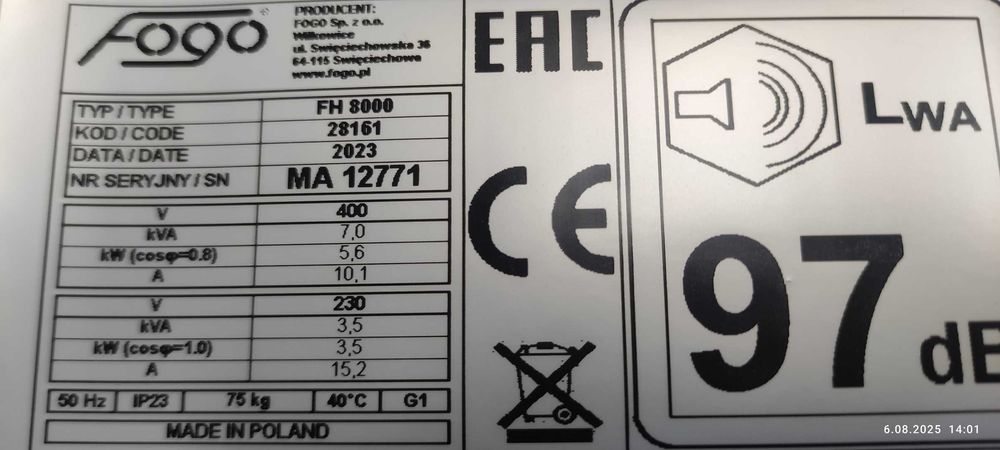 FOGO ®
PRODUCENT:
FOGO Sp. z o.o.
Wilkowice
ul. Święciechowska 36
64-115 Święciechowa
www.fogo.pl
TYP / TYPE FH 8000
KOD / CODE 28161
DATA / DATE 2023
NR SERYJNY / SN MA 12771
V 400
kVA 7,0
kW (cosφ=0.8) 5,6
A 10,1
V 230
kVA 3,5
kW (cosφ=1.0) 3,5
A 15,2
50 Hz IP23 75 kg 40°C G1
MADE IN POLAND
EAC
CE
LWA
97 dB
6.08.2025 14:01